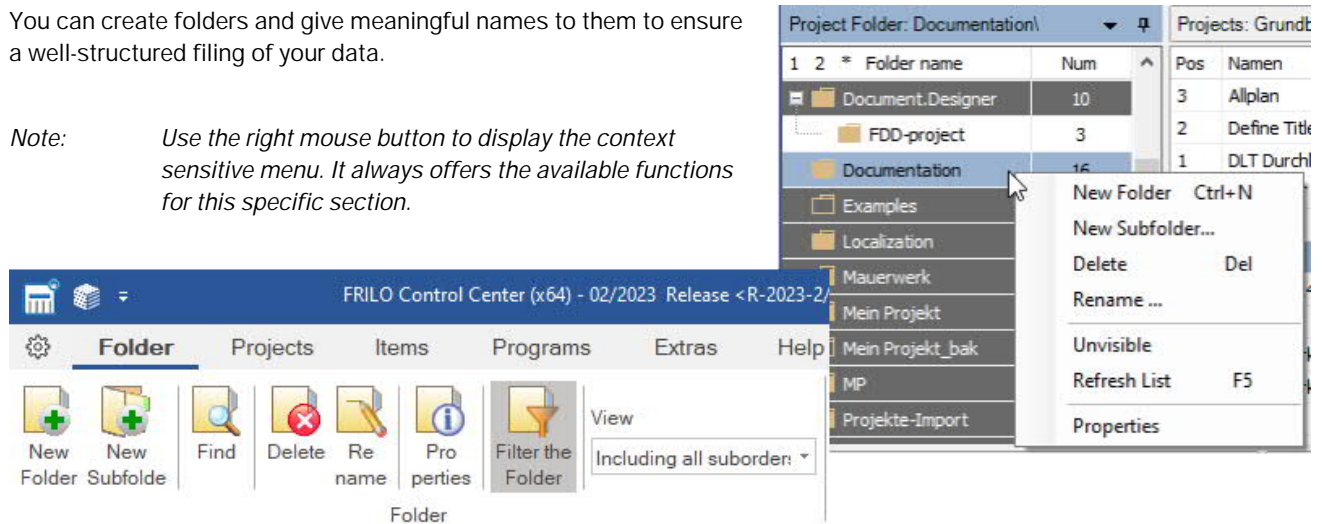 You can create folders and give meaningful names to them to ensure
a well-structured filing of your data.
Note: Use the right mouse button to display the context
sensitive menu. It always offers the available functions
for this specific section.
Project Folder: Documentation\
1 2 * Folder name Num
Document.Designer 10
FDD-project 3
Documentation 16
Examples
Localization
Mauerwerk
Mein Projekt
Mein Projekt_bak
MP
Projekte-Import
Projects: Grundb
Pos Namen
3 Allplan
2 Define Title
1 DLT Durchl
New Folder Ctrl+N
New Subfolder...
Delete Del
Rename ...
Unvisible
Refresh List F5
Properties
FRILO Control Center (x64) - 02/2023 Release <R-2023-2/
Folder Projects Items Programs Extras Help
New
Folder
New
Subfolde
Find
Delete
Re
name
Pro
perties
Filter the
Folder
View
Including all suborder
Folder